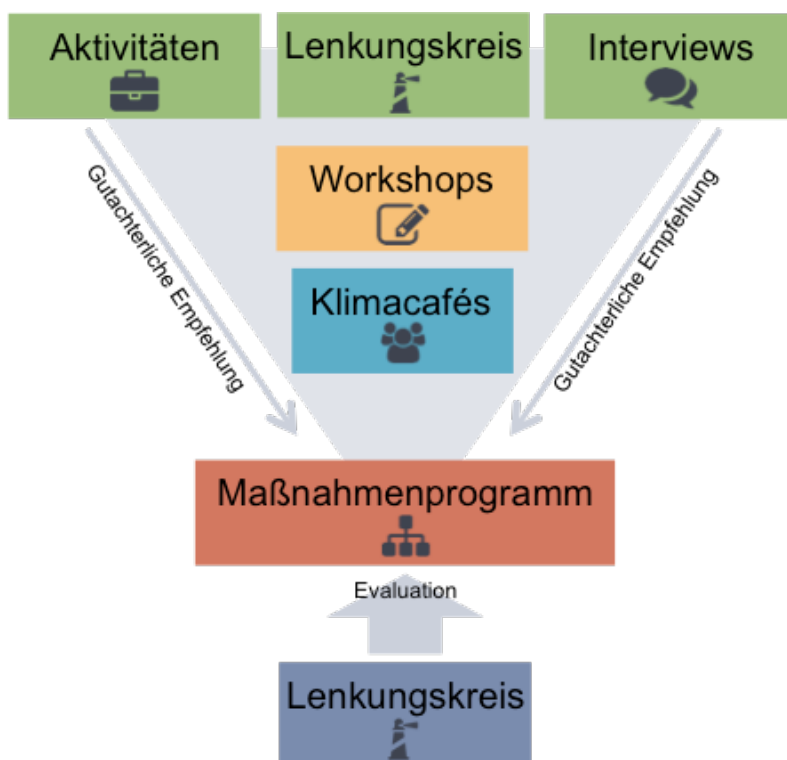 Aktivitäten
Lenkungskreis
Interviews
Workshops
Klimacafés
Gutachterliche Empfehlung
Gutachterliche Empfehlung
Maßnahmenprogramm
Evaluation
Lenkungskreis